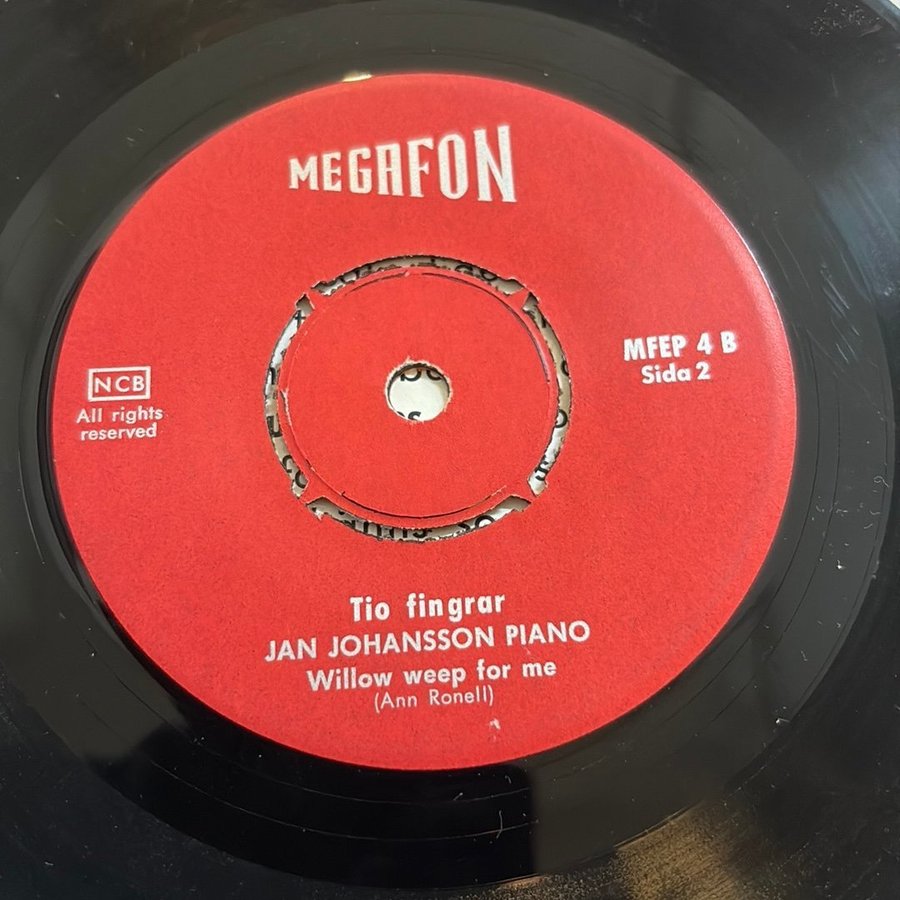 MEGAFON
MFEP 4 B
Sida 2
NCB
All rights
reserved
Tio fingrar
JAN JOHANSSON PIANO
Willow weep for me
(Ann Ronell)